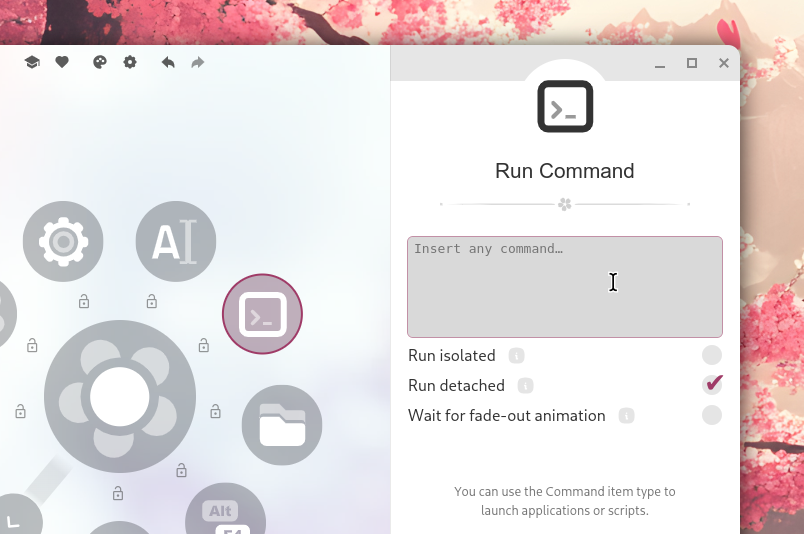 Run Command
Insert any command…
Run isolated
Run detached
Wait for fade-out animation
You can use the Command item type to
launch applications or scripts.
A
Alt